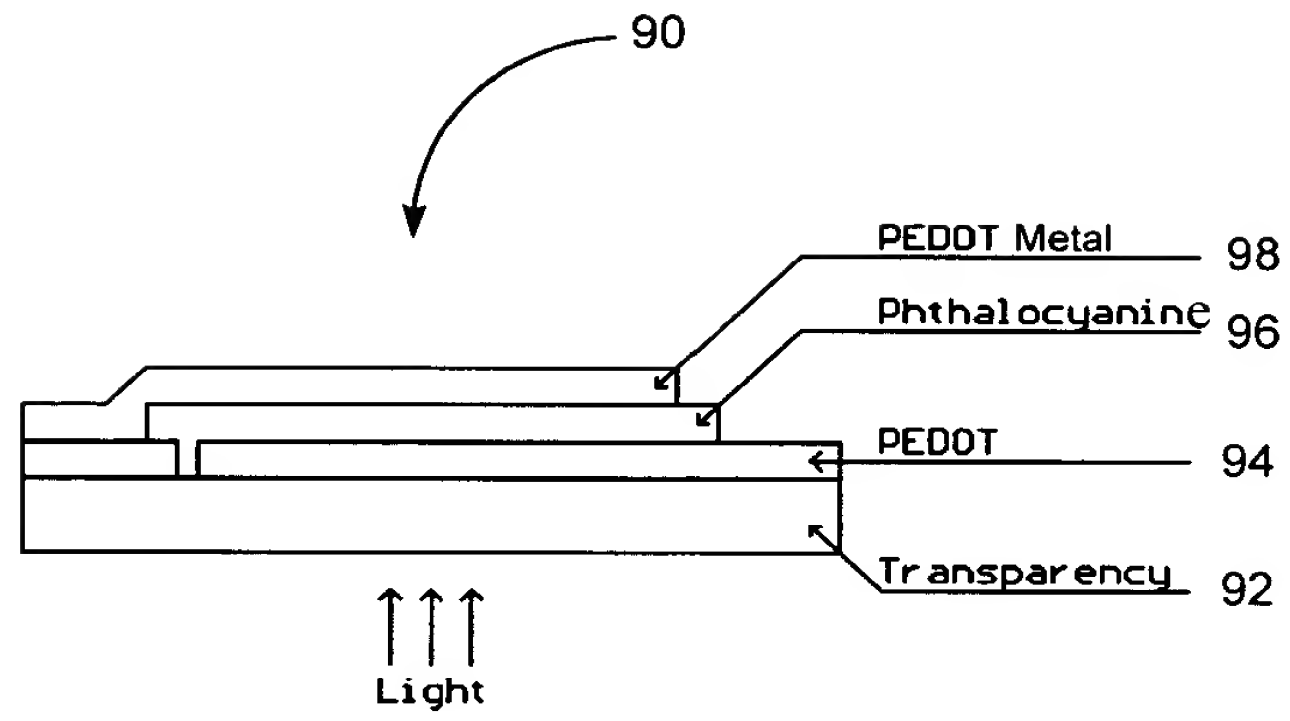 90
PEDOT Metal 98
Phthalocyanine 96
PEDOT 94
Transparency 92
Light